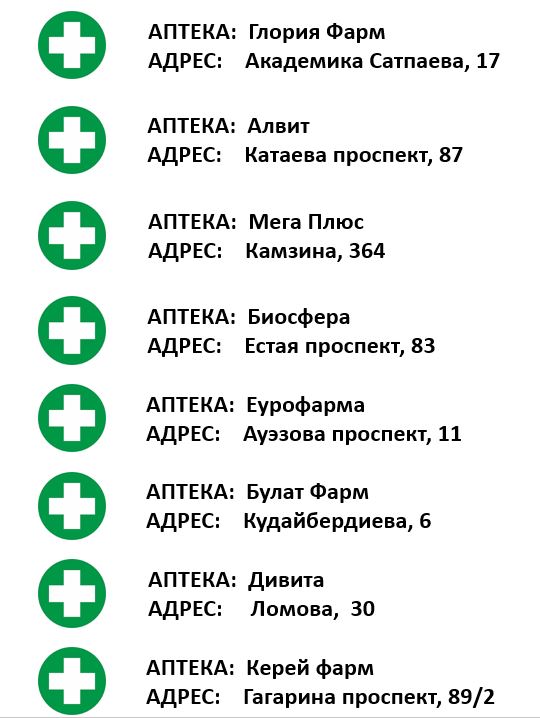 АПТЕКА: Глория Фарм
АДРЕС: Академика Сатпаева, 17
АПТЕКА: Алвит
АДРЕС: Катаева проспект, 87
АПТЕКА: Мега Плюс
АДРЕС: Камзина, 364
АПТЕКА: Биосфера
АДРЕС: Естая проспект, 83
АПТЕКА: Еурофарма
АДРЕС: Ауэзова проспект, 11
АПТЕКА: Булат Фарм
АДРЕС: Кудайбердиева, 6
АПТЕКА: Дивита
АДРЕС: Ломова, 30
АПТЕКА: Керей фарм
АДРЕС: Гагарина проспект, 89/2